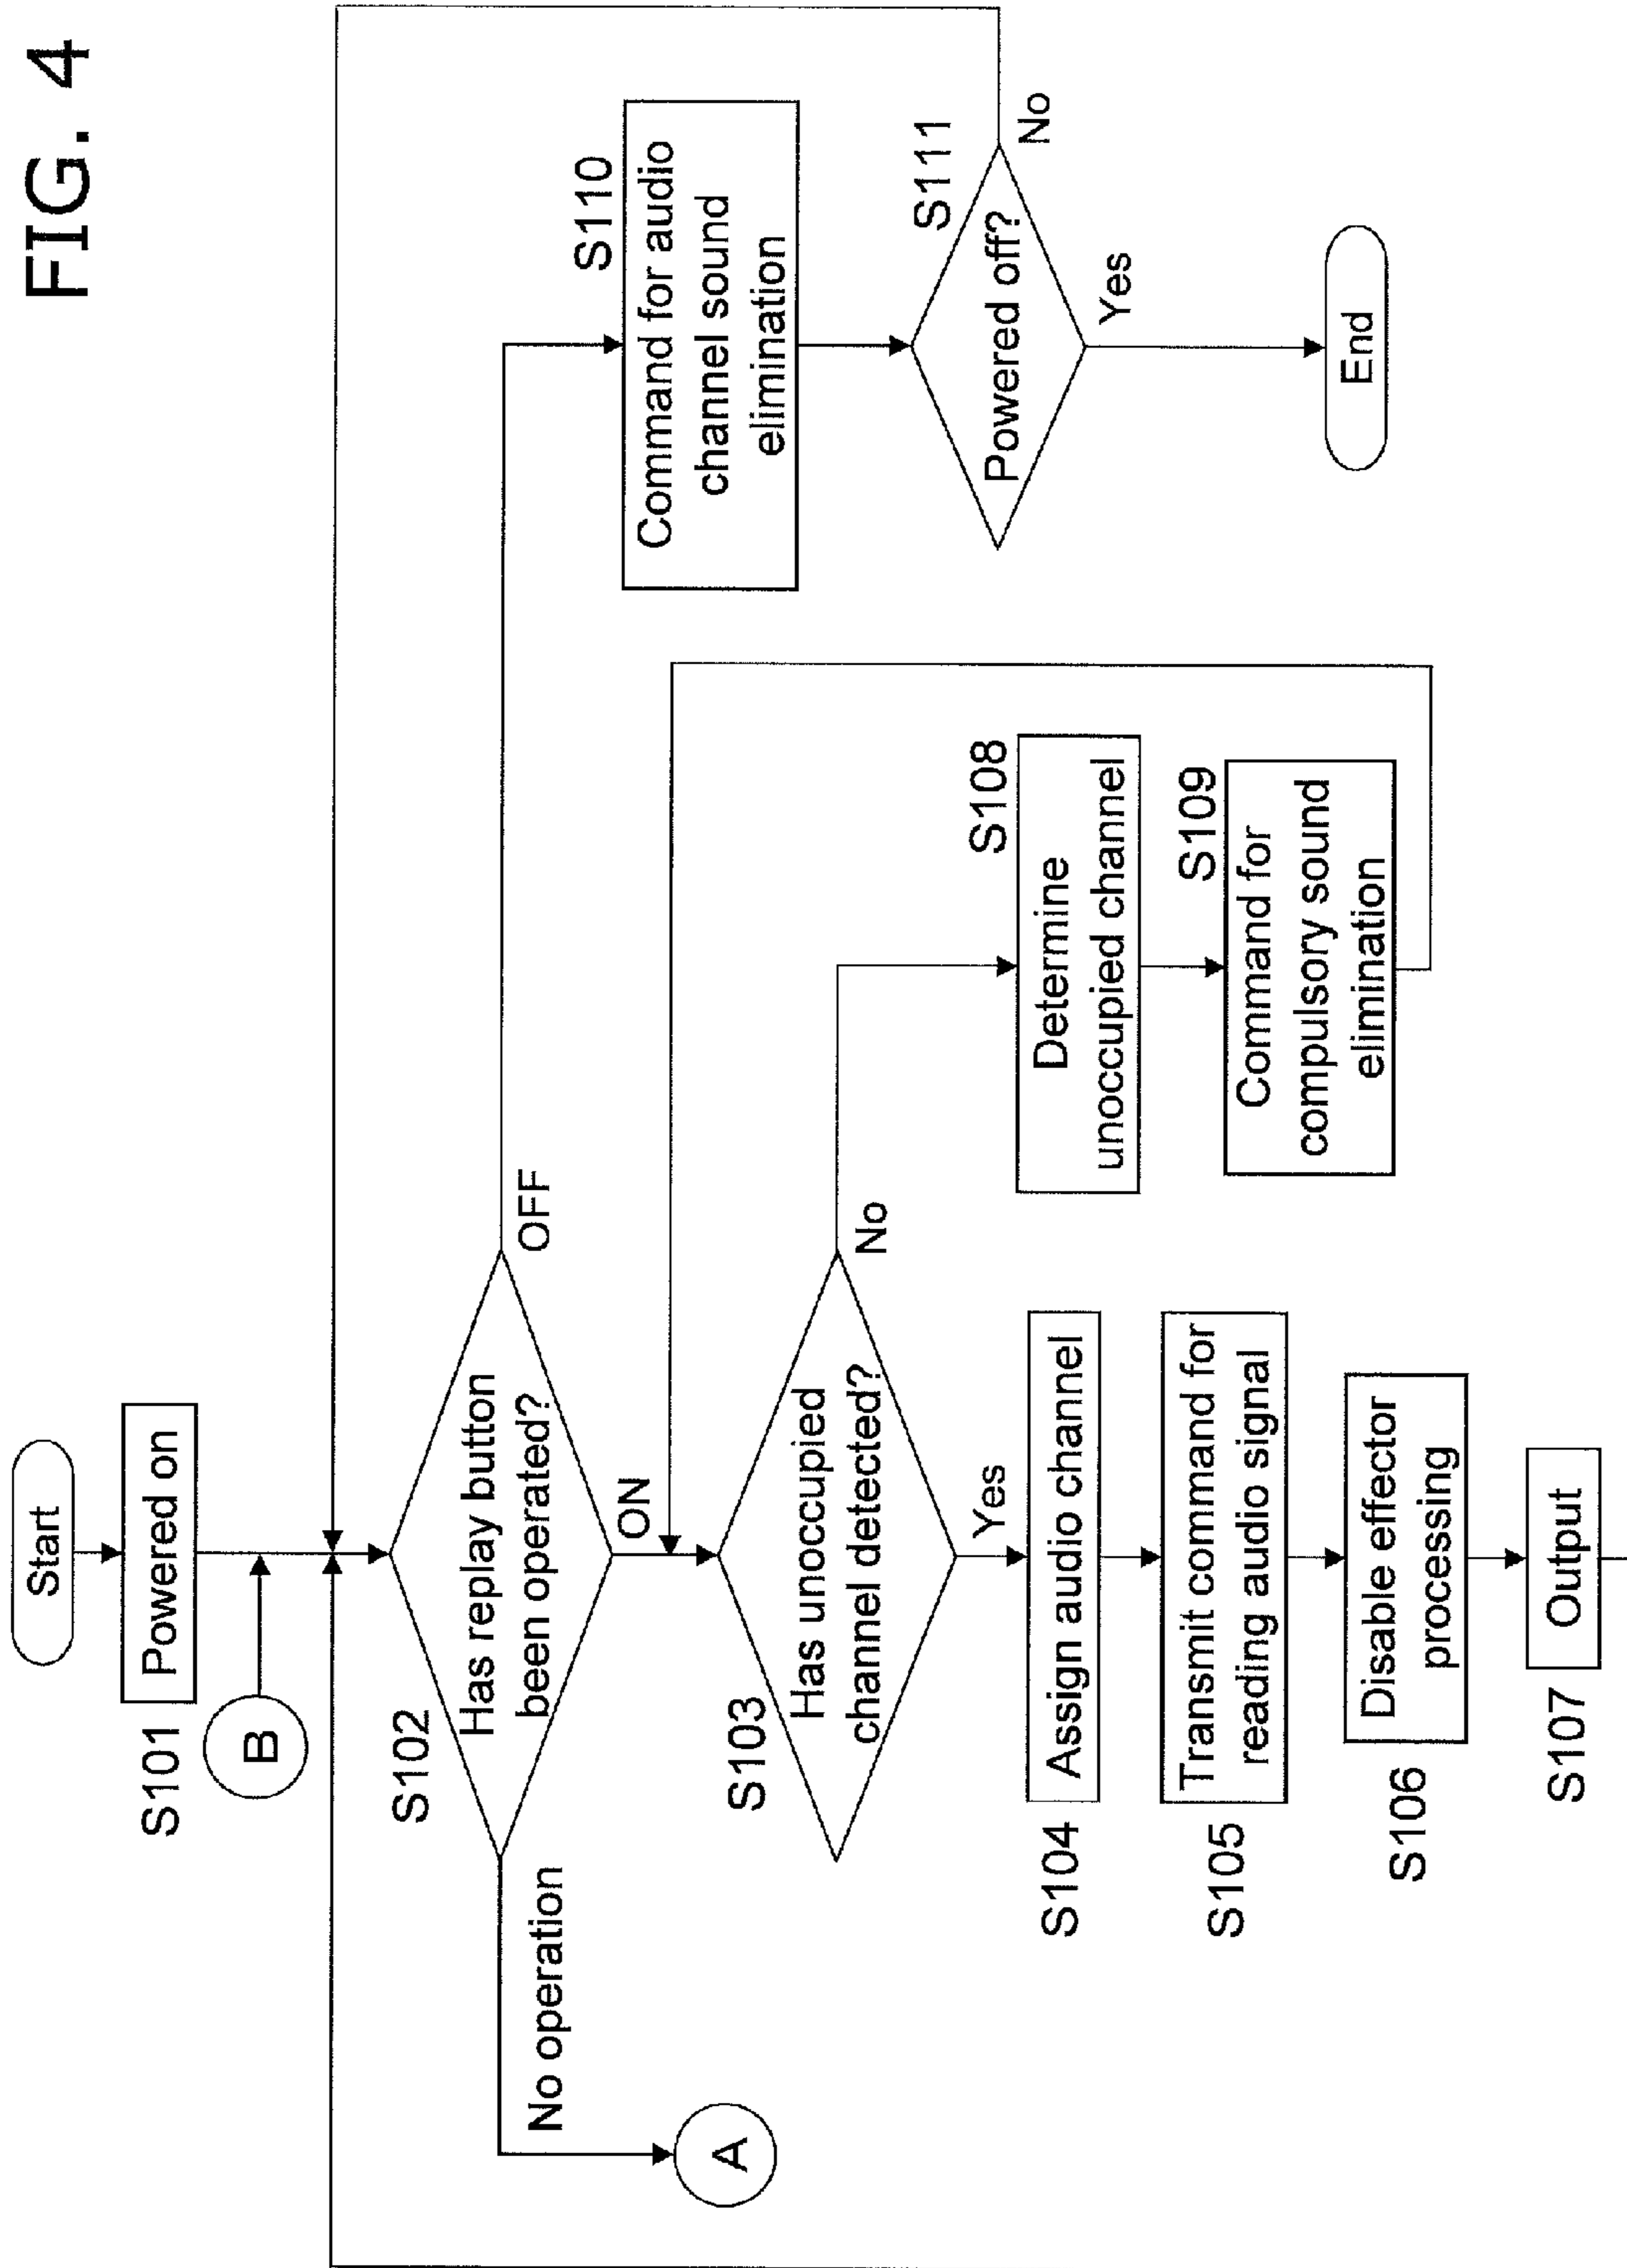 FIG. 4
Start
S101
Powered on
B
S102
Has replay button
been operated?
OFF
ON
No operation
A
S103
Has unoccupied
channel detected?
No
Yes
S104
Assign audio channel
S105
Transmit command for
reading audio signal
S106
Disable effector
processing
S107
Output
S108
Determine
unoccupied channel
S109
Command for
compulsory sound
elimination
S110
Command for audio
channel sound
elimination
S111
Powered off?
No
Yes
End